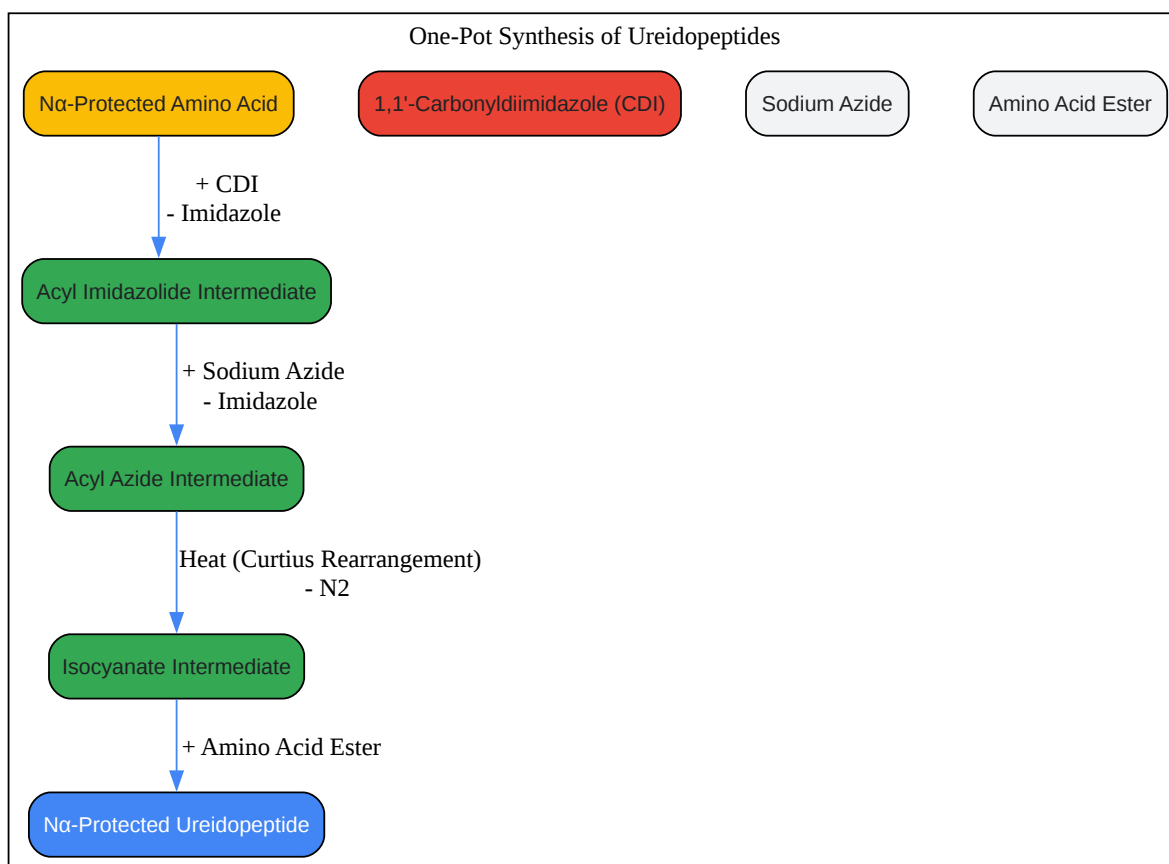 One-Pot Synthesis of Ureidopeptides
Nα-Protected Amino Acid
1,1'-Carbonyldiimidazole (CDI)
Sodium Azide
Amino Acid Ester
+ CDI
- Imidazole
Acyl Imidazolide Intermediate
+ Sodium Azide
- Imidazole
Acyl Azide Intermediate
Heat (Curtius Rearrangement)
- N2
Isocyanate Intermediate
+ Amino Acid Ester
Nα-Protected Ureidopeptide